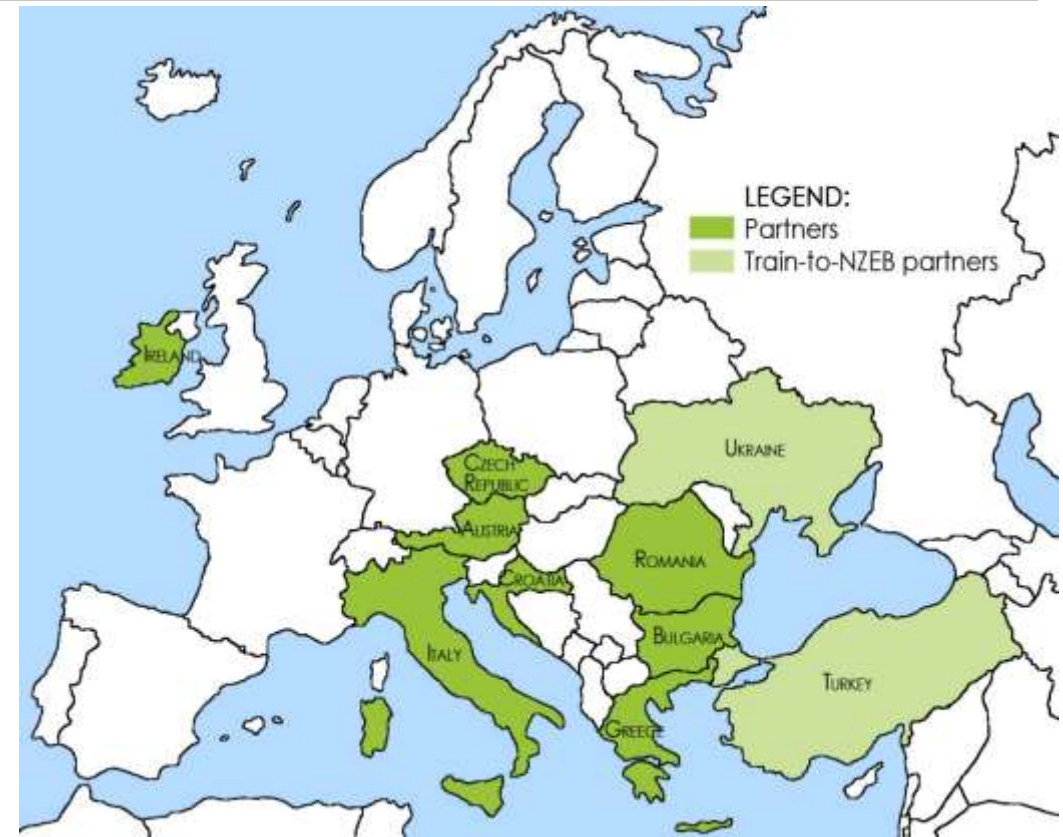 LEGEND:
Partners
Train-to-NZEB partners
IRELAND
UKRAINE
CZECH
REPUBLIC
AUSTRIA
ROMANIA
CROATIA
BULGARIA
ITALY
TURKEY
GREECE